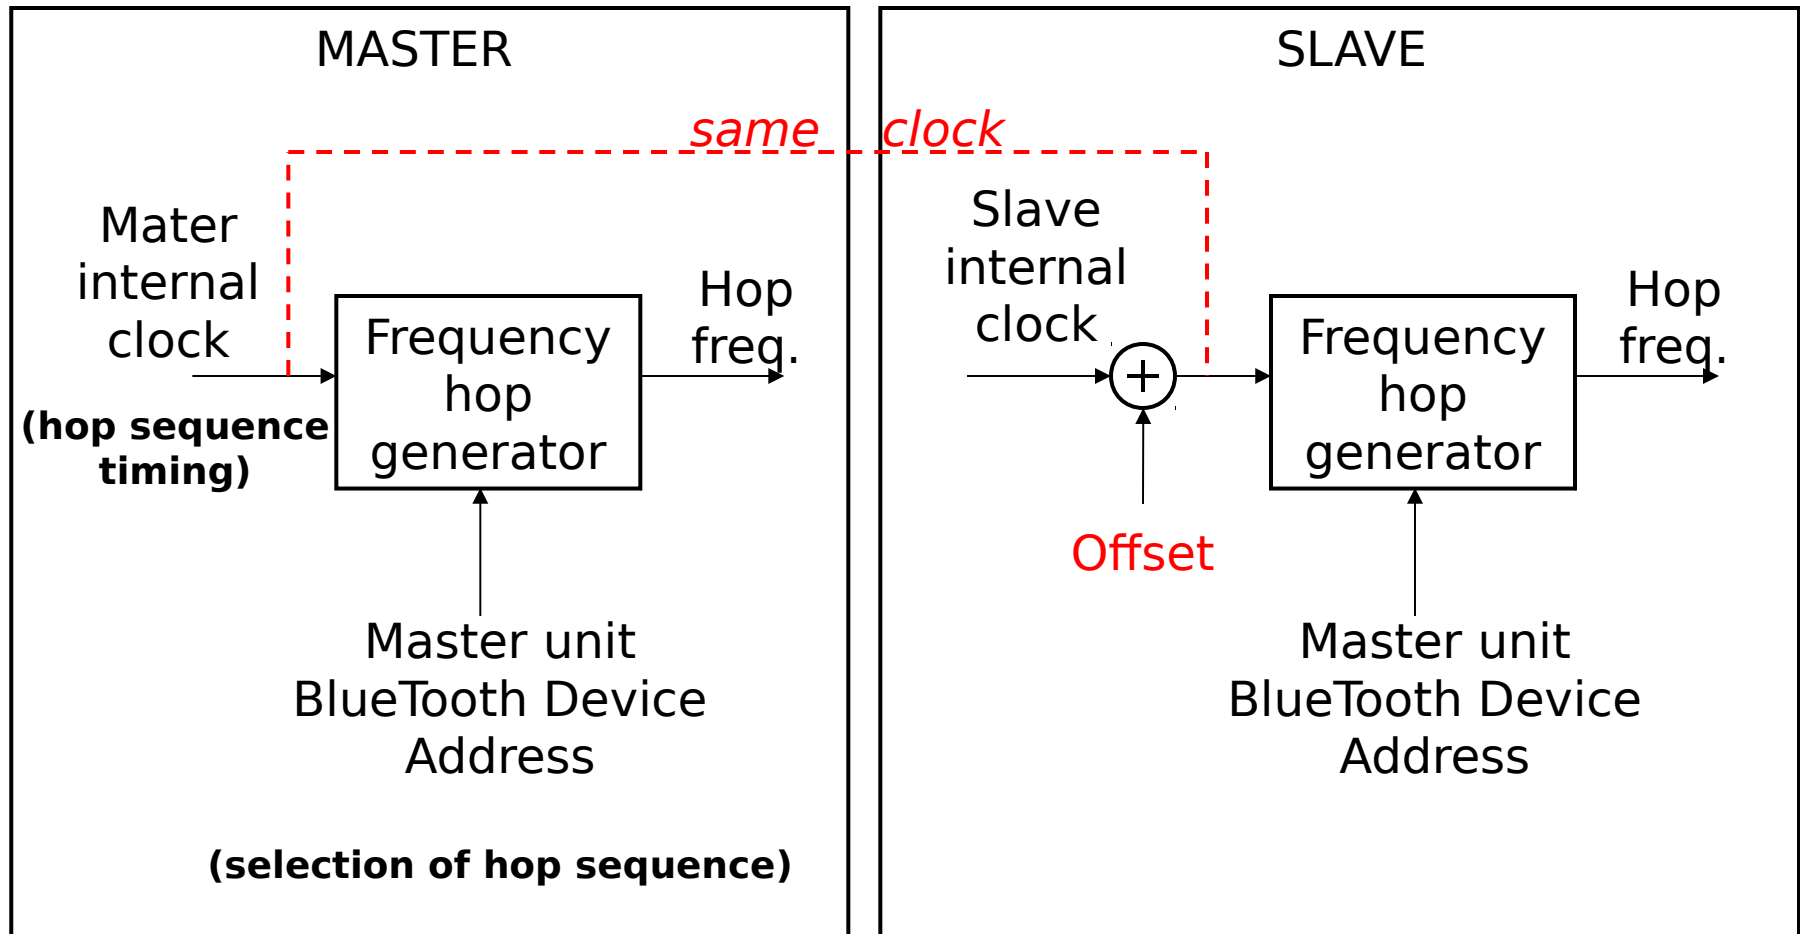 MASTER
same
Mater
internal
clock
(hop sequence
timing)
Frequency
hop
generator
Hop
freq.
Master unit
BlueTooth Device
Address
(selection of hop sequence)
SLAVE
clock
Slave
internal
clock
+
Offset
Frequency
hop
generator
Hop
freq.
Master unit
BlueTooth Device
Address